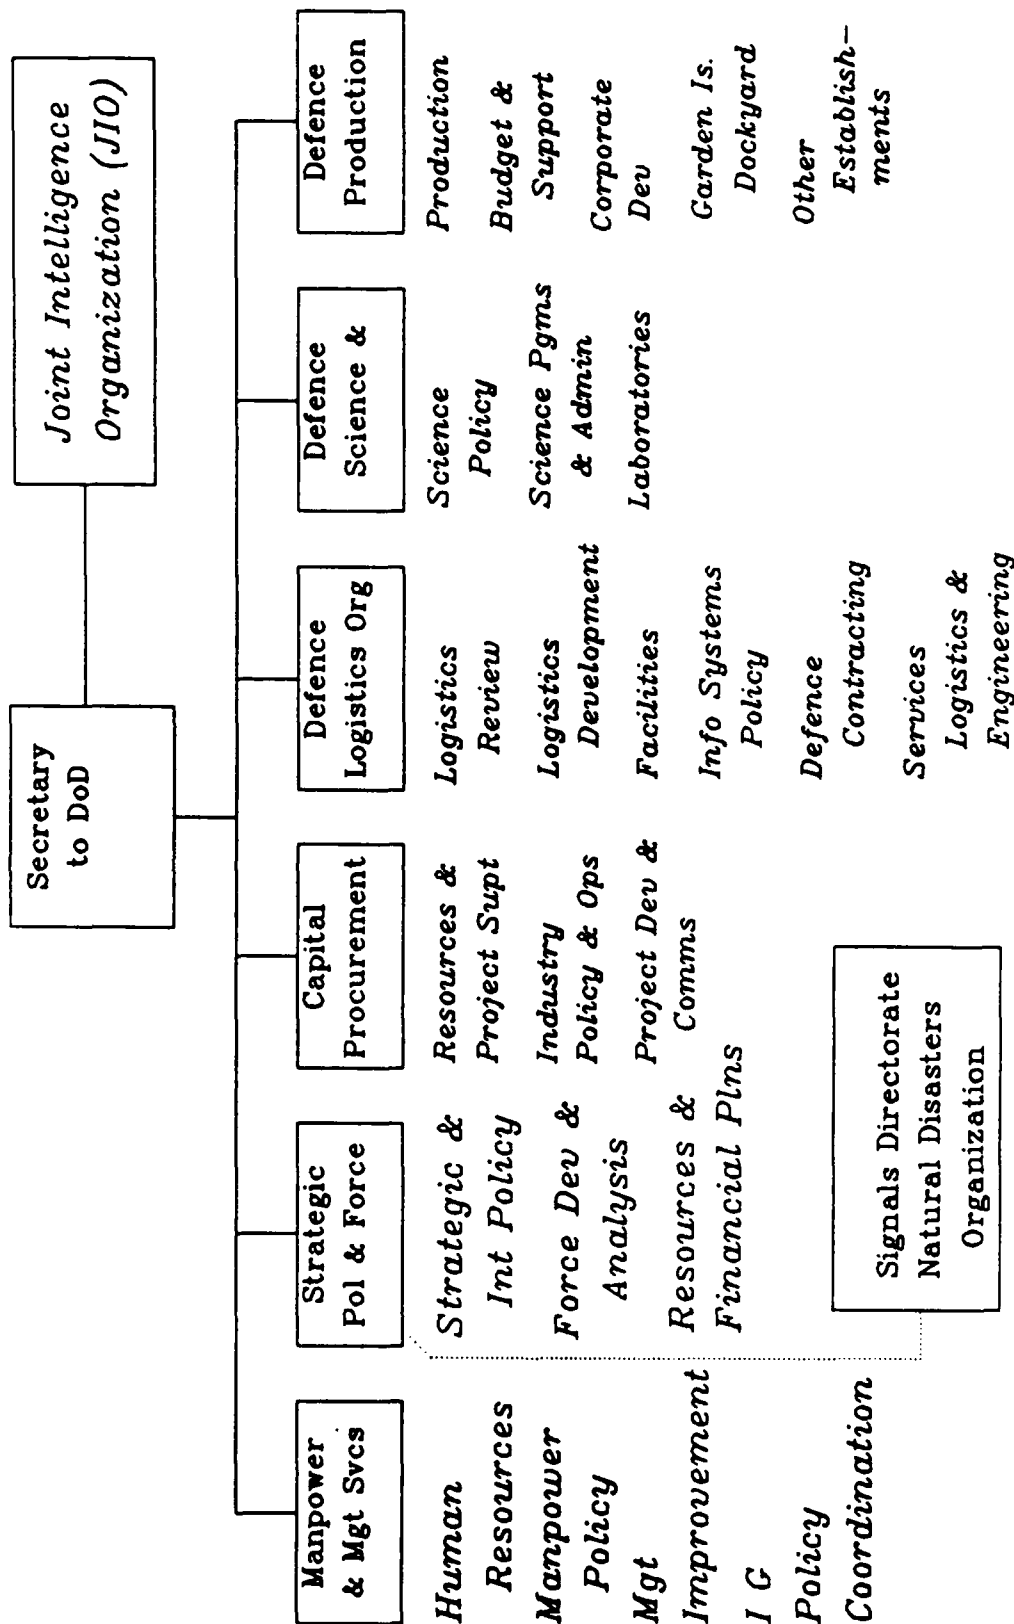 Secretary
to DoD
Joint Intelligence
Organization (JIO)
Manpower
& Mgt Svcs
Human
Resources
Manpower
Policy
Mgt
Improvement
I G
Policy
Coordination
Strategic
Pol & Force
Strategic &
Int Policy
Force Dev &
Analysis
Resources &
Financial Plns
Signals Directorate
Natural Disasters
Organization
Capital
Procurement
Resources &
Project Supt
Industry
Policy & Ops
Project Dev &
Comms
Defence
Logistics Org
Logistics
Review
Logistics
Development
Facilities
Info Systems
Policy
Defence
Contracting
Services
Logistics &
Engineering
Defence
Science &
Science
Policy
Science Pgms
& Admin
Laboratories
Defence
Production
Production
Budget &
Support
Corporate
Dev
Garden Is.
Dockyard
Other
Establish-
ments